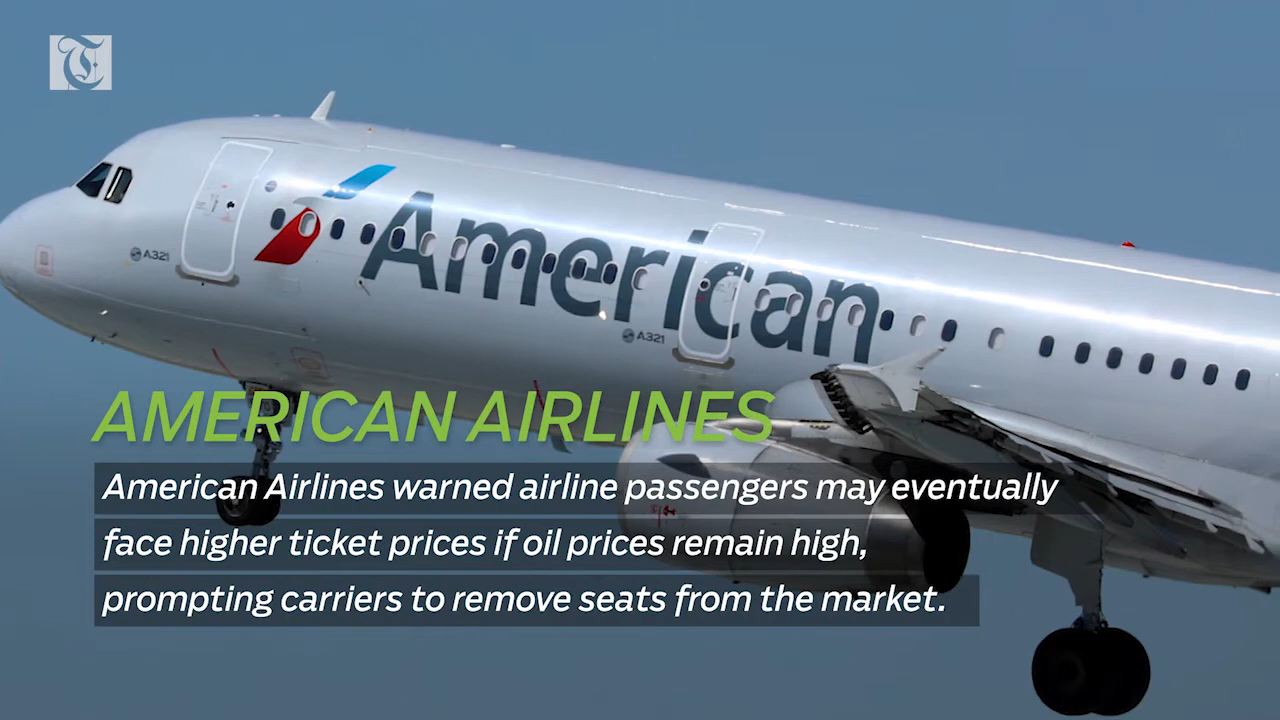 T
American
A321
A321
AMERICAN AIRLINES
American Airlines warned airline passengers may eventually
face higher ticket prices if oil prices remain high,
prompting carriers to remove seats from the market.